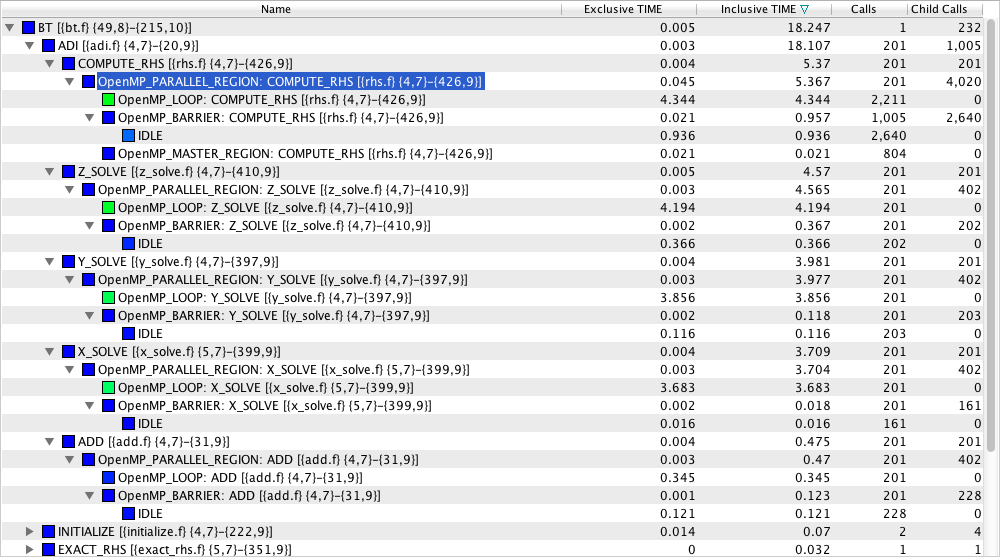 Name Exclusive TIME Inclusive TIME ▽ Calls Child Calls
BT [{bt.f} {49,8}-{215,10}] 0.005 18.247 1 232
ADI [{adi.f} {4,7}-{20,9}] 0.003 18.107 201 1,005
COMPUTE_RHS [{rhs.f} {4,7}-{426,9}] 0.004 5.37 201 201
OpenMP_PARALLEL_REGION: COMPUTE_RHS [{rhs.f} {4,7}-{426,9}] 0.045 5.367 201 4,020
OpenMP_LOOP: COMPUTE_RHS [{rhs.f} {4,7}-{426,9}] 4.344 4.344 2,211 0
OpenMP_BARRIER: COMPUTE_RHS [{rhs.f} {4,7}-{426,9}] 0.021 0.957 1,005 2,640
IDLE 0.936 0.936 2,640 0
OpenMP_MASTER_REGION: COMPUTE_RHS [{rhs.f} {4,7}-{426,9}] 0.021 0.021 804 0
Z_SOLVE [{z_solve.f} {4,7}-{410,9}] 0.005 4.57 201 201
OpenMP_PARALLEL_REGION: Z_SOLVE [{z_solve.f} {4,7}-{410,9}] 0.003 4.565 201 402
OpenMP_LOOP: Z_SOLVE [{z_solve.f} {4,7}-{410,9}] 4.194 4.194 201 0
OpenMP_BARRIER: Z_SOLVE [{z_solve.f} {4,7}-{410,9}] 0.002 0.367 201 202
IDLE 0.366 0.366 202 0
Y_SOLVE [{y_solve.f} {4,7}-{397,9}] 0.004 3.981 201 201
OpenMP_PARALLEL_REGION: Y_SOLVE [{y_solve.f} {4,7}-{397,9}] 0.003 3.977 201 402
OpenMP_LOOP: Y_SOLVE [{y_solve.f} {4,7}-{397,9}] 3.856 3.856 201 0
OpenMP_BARRIER: Y_SOLVE [{y_solve.f} {4,7}-{397,9}] 0.002 0.118 201 203
IDLE 0.116 0.116 203 0
X_SOLVE [{x_solve.f} {5,7}-{399,9}] 0.004 3.709 201 201
OpenMP_PARALLEL_REGION: X_SOLVE [{x_solve.f} {5,7}-{399,9}] 0.003 3.704 201 402
OpenMP_LOOP: X_SOLVE [{x_solve.f} {5,7}-{399,9}] 3.683 3.683 201 0
OpenMP_BARRIER: X_SOLVE [{x_solve.f} {5,7}-{399,9}] 0.002 0.018 201 161
IDLE 0.016 0.016 161 0
ADD [{add.f} {4,7}-{31,9}] 0.004 0.475 201 201
OpenMP_PARALLEL_REGION: ADD [{add.f} {4,7}-{31,9}] 0.003 0.47 201 402
OpenMP_LOOP: ADD [{add.f} {4,7}-{31,9}] 0.345 0.345 201 0
OpenMP_BARRIER: ADD [{add.f} {4,7}-{31,9}] 0.001 0.123 201 228
IDLE 0.121 0.121 228 0
INITIALIZE [{initialize.f} {4,7}-{222,9}] 0.014 0.07 2 4
EXACT_RHS [{exact_rhs.f} {5,7}-{351,9}] 0 0.032 1 1